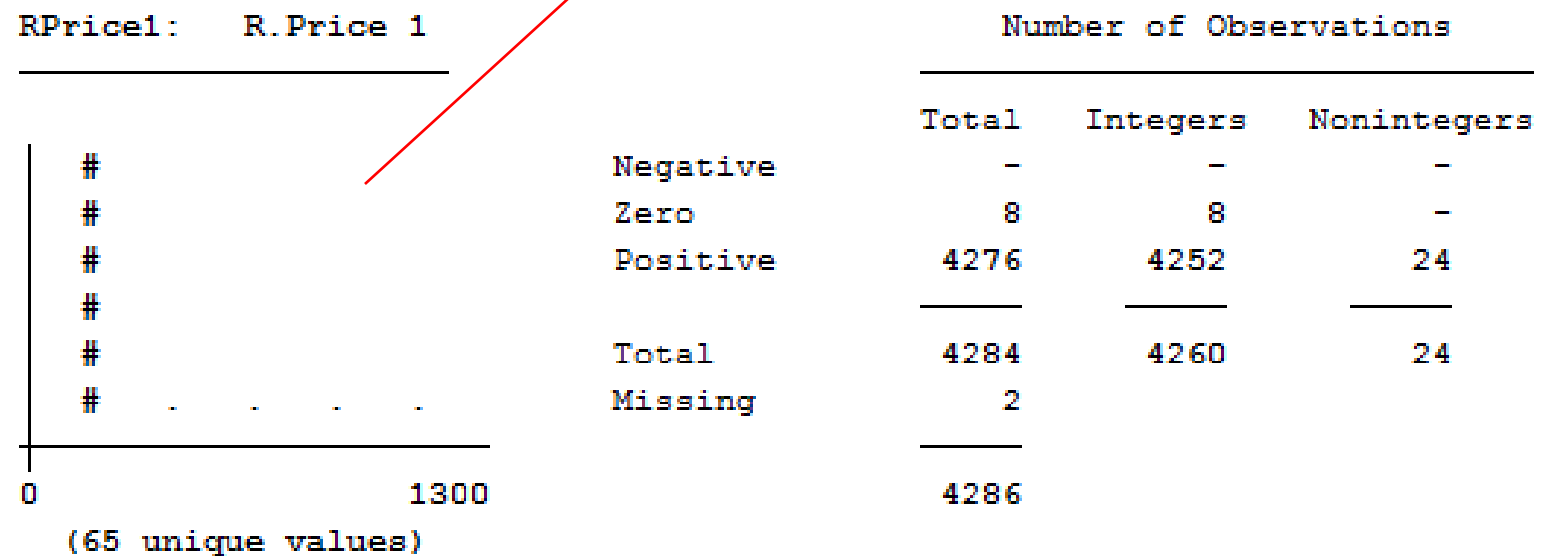 RPrice1:    R.Price 1    Number of Observations
Total    Integers    Nonintegers
#    Negative    -    -    -
#    Zero    8    8    -
#    Positive    4276    4252    24
#
#    Total    4284    4260    24
#    .    .    .    .    Missing    2
0    1300    4286
(65 unique values)